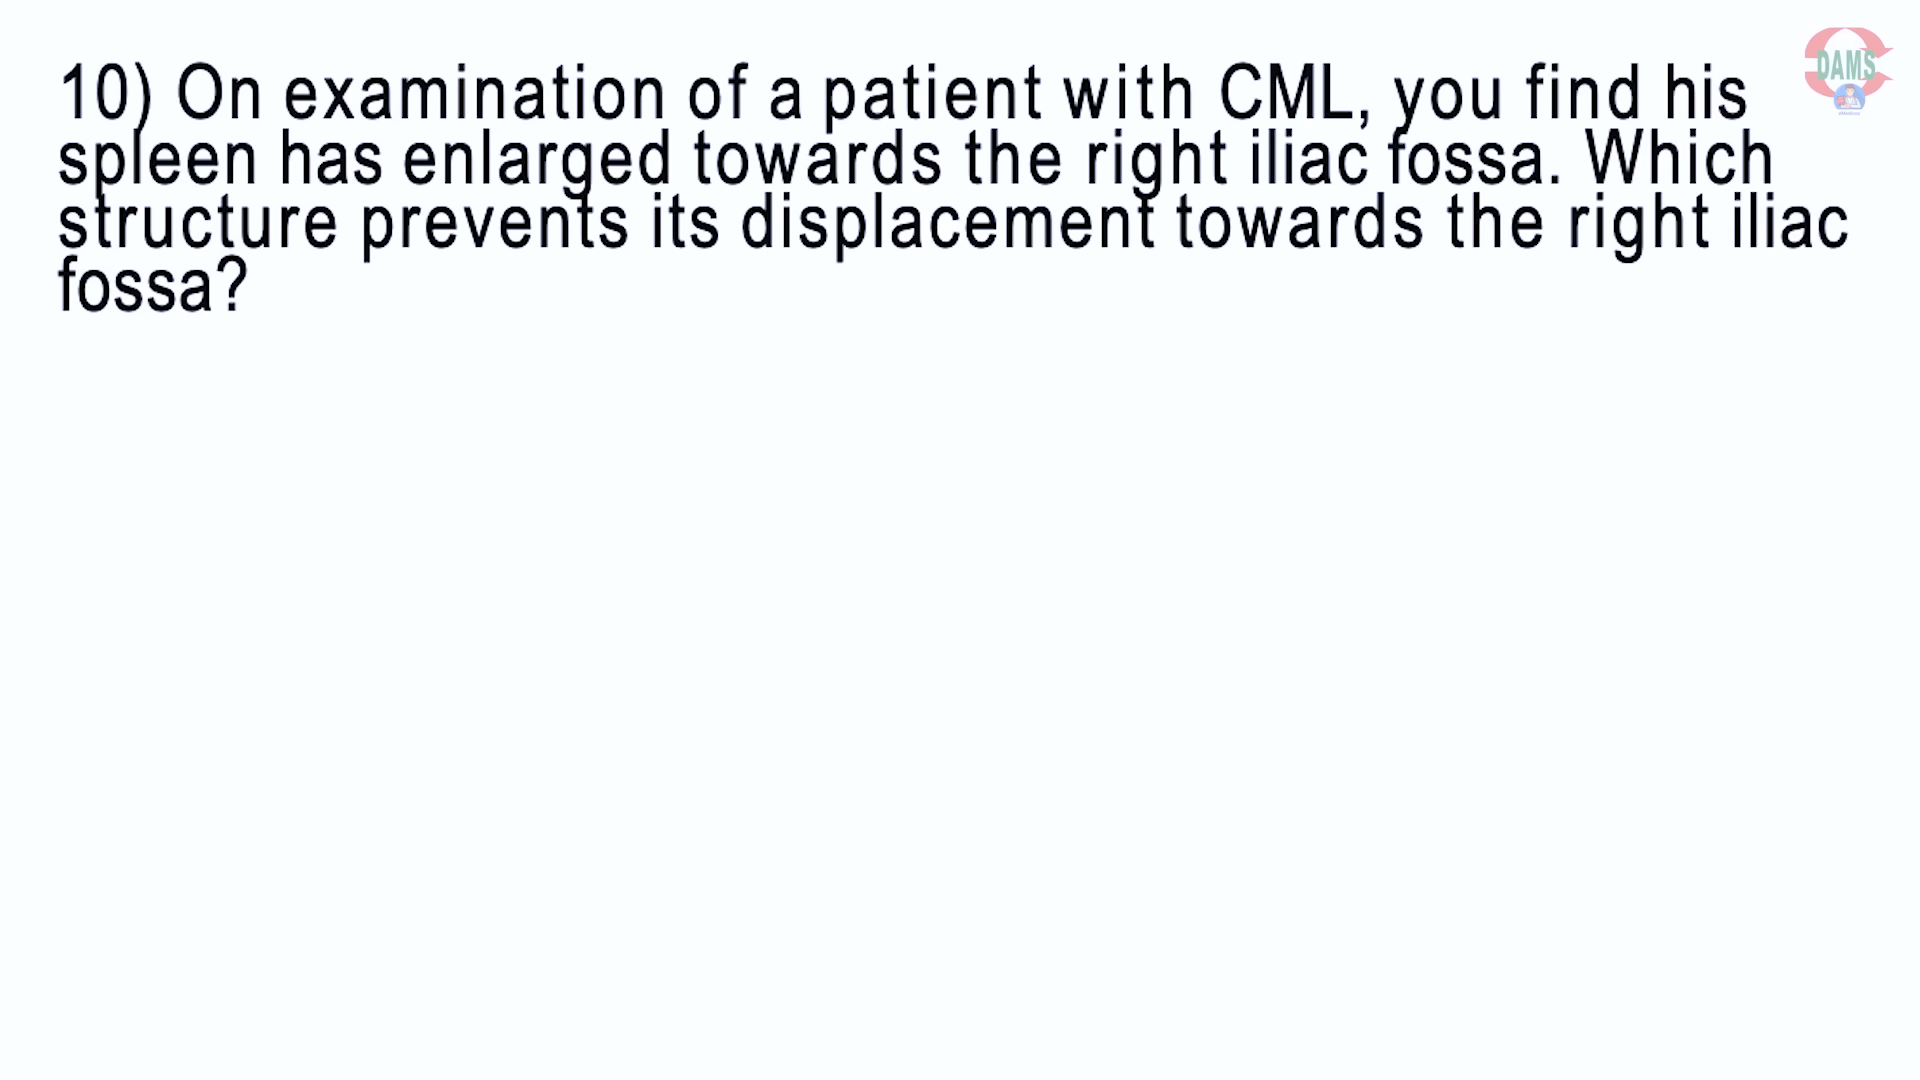 DAMS
10) On examination of a patient with CML, you find his
spleen has enlarged towards the right iliac fossa. Which
structure prevents its displacement towards the right iliac
fossa?